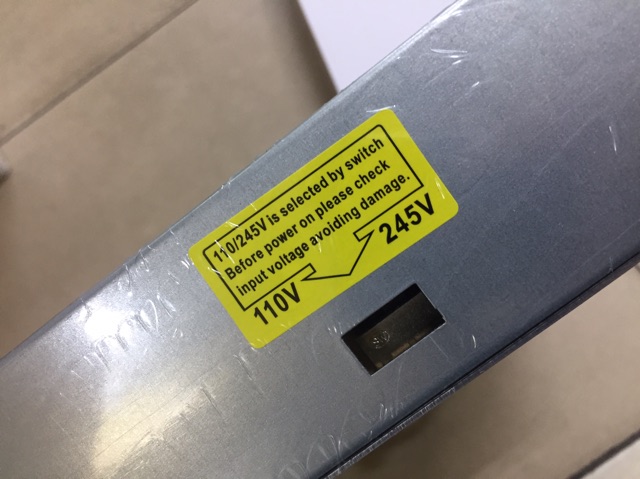 110/245V is selected by switch
Before power on please check
input voltage avoiding damage.
110V 245V